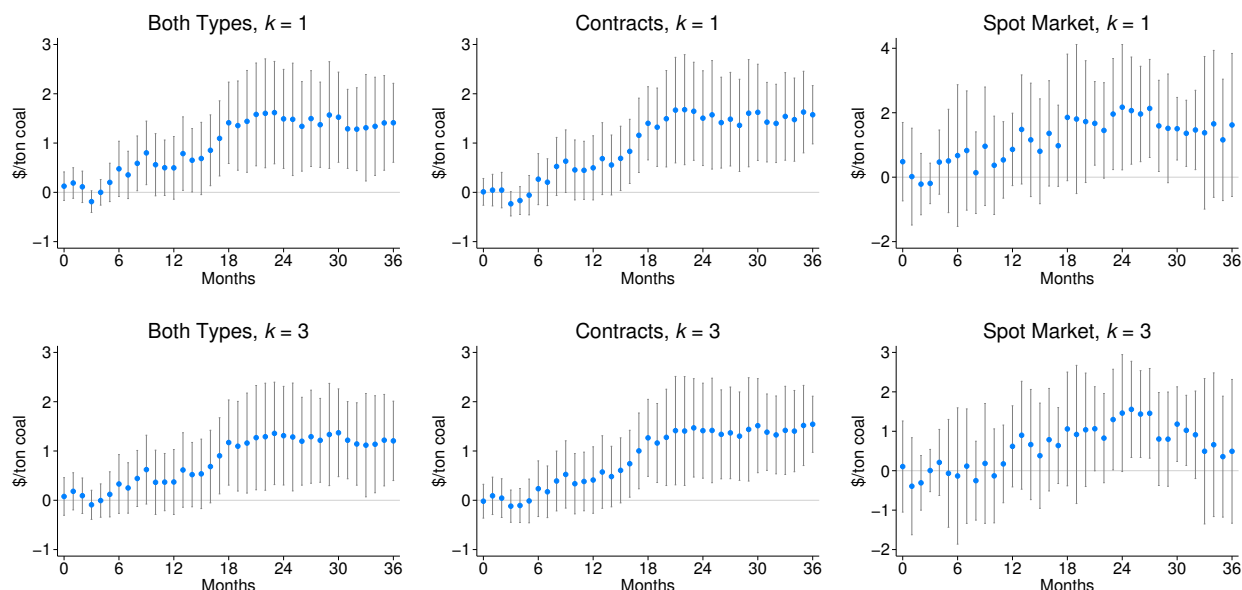 Both Types, k = 1
$/ton coal
3
2
1
0
−1
0 6 12 18 24 30 36
Months
Contracts, k = 1
$/ton coal
3
2
1
0
−1
0 6 12 18 24 30 36
Months
Spot Market, k = 1
$/ton coal
4
2
0
−2
0 6 12 18 24 30 36
Months
Both Types, k = 3
$/ton coal
3
2
1
0
−1
0 6 12 18 24 30 36
Months
Contracts, k = 3
$/ton coal
3
2
1
0
−1
0 6 12 18 24 30 36
Months
Spot Market, k = 3
$/ton coal
3
2
1
0
−1
−2
0 6 12 18 24 30 36
Months